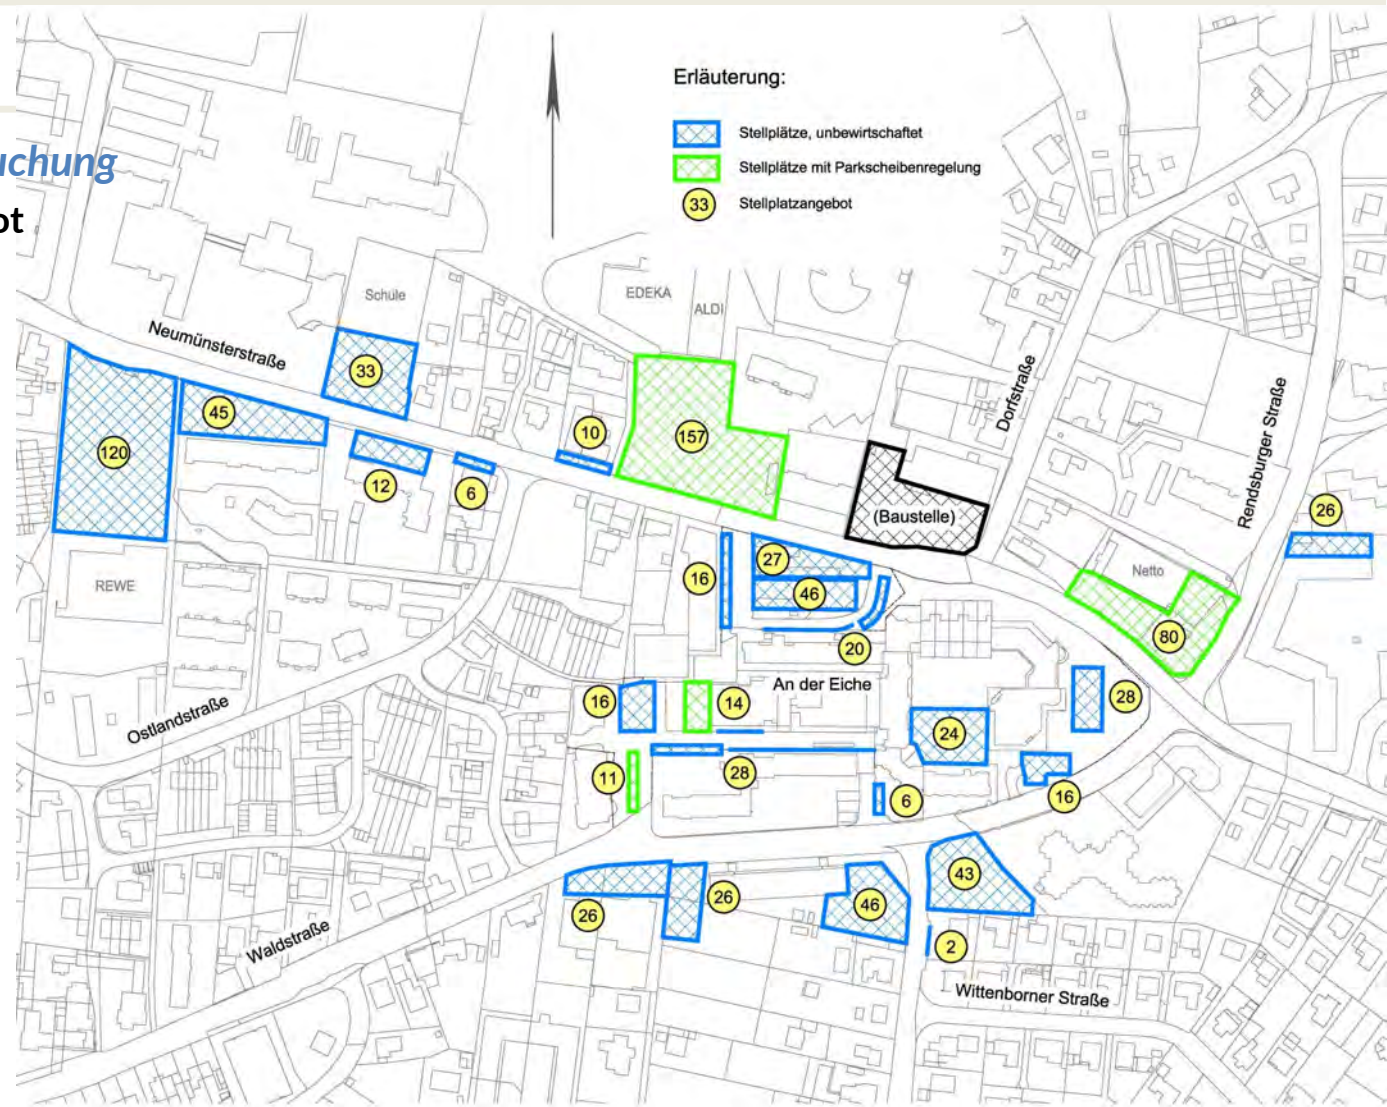 Erläuterung:
Stellplätze, unbewirtschaftet
uchung
Stellplätze mit Parkscheibenregelung
33
Stellplatzangebot
ot
EDEKA
Schule
ALDI
Neumünsterstraße
33
Dorfstraße
Rendsburger Straße
45
10
157
120
12
6
(Baustelle)
26
27
16
46
Netto
REWE
80
20
An der Eiche
16
14
28
Ostlandstraße
24
11
28
6
16
43
26
26
46
Waldstraße
2
Wittenborner Straße